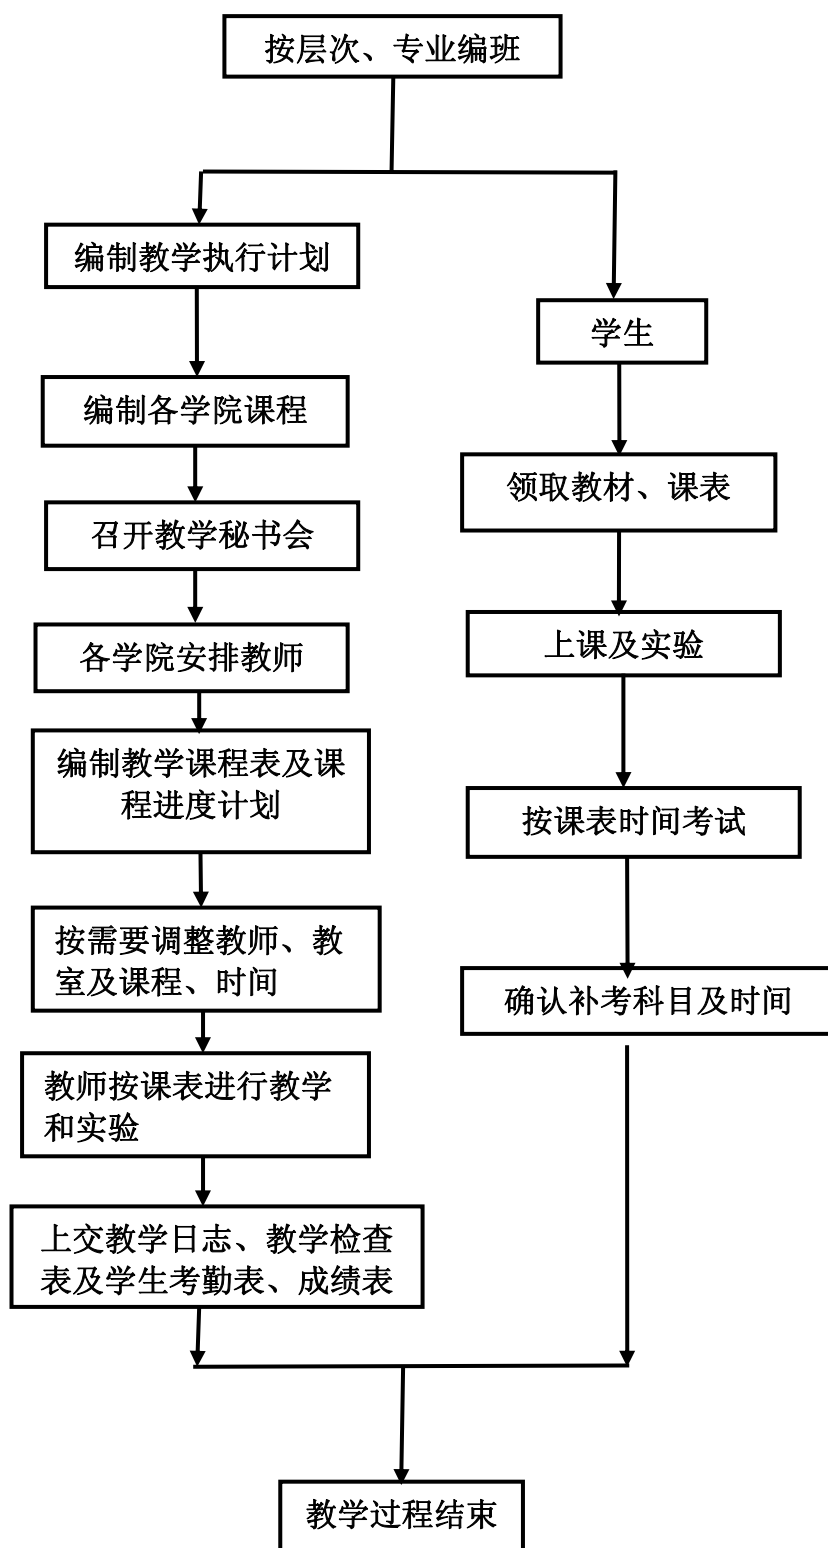 按层次、专业编班
编制教学执行计划
编制各学院课程
召开教学秘书会
各学院安排教师
编制教学课程表及课
程进度计划
按需要调整教师、教
室及课程、时间
教师按课表进行教学
和实验
上交教学日志、教学检查
表及学生考勤表、成绩表
学生
领取教材、课表
上课及实验
按课表时间考试
确认补考科目及时间
教学过程结束